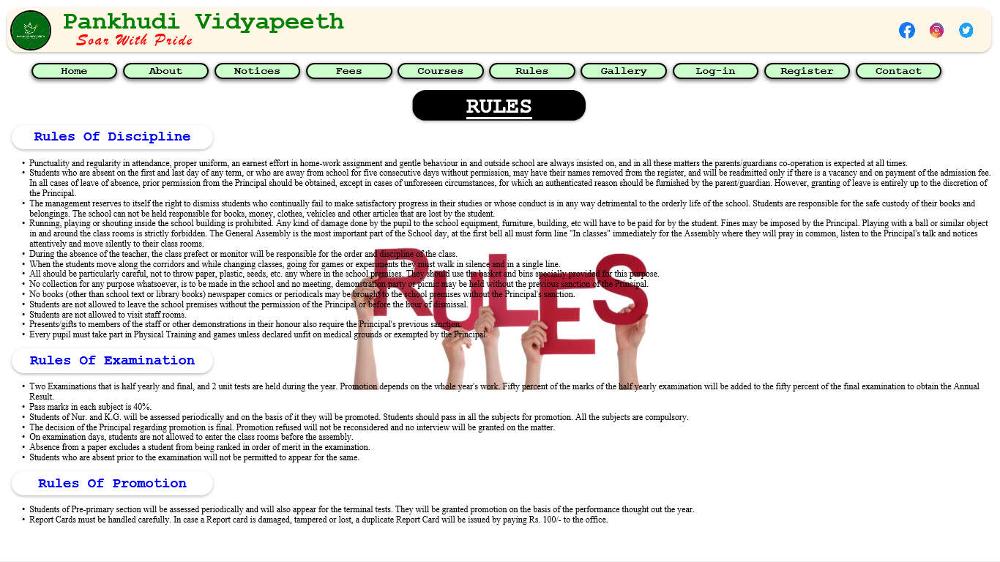 Pankhudi Vidyapeeth
Soar With Pride
Home About Notices Fees Courses Rules Gallery Log-in Register Contact
RULES
Rules Of Discipline
• Punctuality and regularity in attendance, proper uniform, an earnest effort in home-work assignment and gentle behaviour in and outside school are always insisted on, and in all these matters the parents/guardians co-operation is expected at all times.
• Students who are absent on the first and last day of any term, or who are away from school for five consecutive days without permission, may have their names removed from the register, and will be readmitted only if there is a vacancy and on payment of the admission fee.
In all cases of leave of absence, prior permission from the Principal should be obtained, except in cases of unforeseen circumstances, for which an authenticated reason should be furnished by the parent/guardian. However, granting of leave is entirely up to the discretion of
the Principal.
• The management reserves to itself the right to dismiss students who continually fail to make satisfactory progress in their studies or whose conduct is in any way detrimental to the orderly life of the school. Students are responsible for the safe custody of their books and
belongings. The school can not be held responsible for books, money, clothes, vehicles and other articles that are lost by the student.
• Running, playing or shouting inside the school building is prohibited. Any kind of damage done by the pupil to the school equipment, furniture, building, etc will have to be paid for by the student. Fines may be imposed by the Principal. Playing with a ball or similar object
in and around the class rooms is strictly forbidden. The General Assembly is the most important part of the School day, at the first bell all must form line "In classes" immediately for the Assembly where they will pray in common, listen to the Principal's talk and notices
attentively and move silently to their class rooms.
• During the absence of the teacher, the class prefect or monitor will be responsible for the order and discipline of the class.
• When the students move along the corridors and while changing classes, going for games or experiments they must walk in silence and in a single line.
• All should be particularly careful, not to throw paper, plastic, seeds, etc. any where in the school premises. They should use the basket and bins specially provided for this purpose.
• No collection for any purpose whatsoever, is to be made in the school and no meeting, demonstration party or picnic may be held without the previous sanction of the Principal.
• No books (other than school text or library books) newspaper comics or periodicals may be brought to the school premises without the Principal's sanction.
• Students are not allowed to leave the school premises without the permission of the Principal or before the hour of dismissal.
• Students are not allowed to visit staff rooms.
• Presents/gifts to members of the staff or other demonstrations in their honour also require the Principal's previous sanction.
• Every pupil must take part in Physical Training and games unless declared unfit on medical grounds or exempted by the Principal.
RULES
Rules Of Examination
• Two Examinations that is half yearly and final, and 2 unit tests are held during the year. Promotion depends on the whole year's work. Fifty percent of the marks of the half yearly examination will be added to the fifty percent of the final examination to obtain the Annual
Result.
• Pass marks in each subject is 40%.
• Students of Nur. and K.G. will be assessed periodically and on the basis of it they will be promoted. Students should pass in all the subjects for promotion. All the subjects are compulsory.
• The decision of the Principal regarding promotion is final. Promotion refused will not be reconsidered and no interview will be granted on the matter.
• On examination days, students are not allowed to enter the class rooms before the assembly.
• Absence from a paper excludes a student from being ranked in order of merit in the examination.
• Students who are absent prior to the examination will not be permitted to appear for the same.
Rules Of Promotion
• Students of Pre-primary section will be assessed periodically and will also appear for the terminal tests. They will be granted promotion on the basis of the performance thought out the year.
• Report Cards must be handled carefully. In case a Report card is damaged, tampered or lost, a duplicate Report Card will be issued by paying Rs. 100/- to the office.